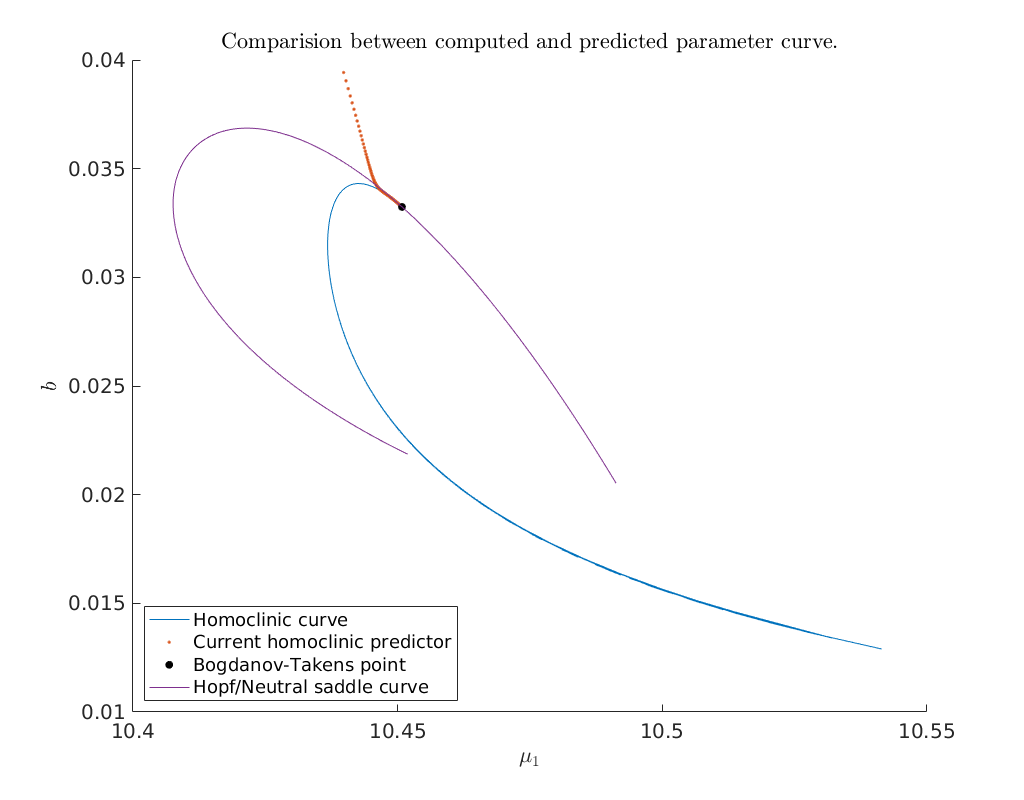 Comparision between computed and predicted parameter curve.
0.04
0.035
0.03
0.025
0.02
0.015
0.01
b
Homoclinic curve
Current homoclinic predictor
Bogdanov-Takens point
Hopf/Neutral saddle curve
10.4 10.45 10.5 10.55
μ₁